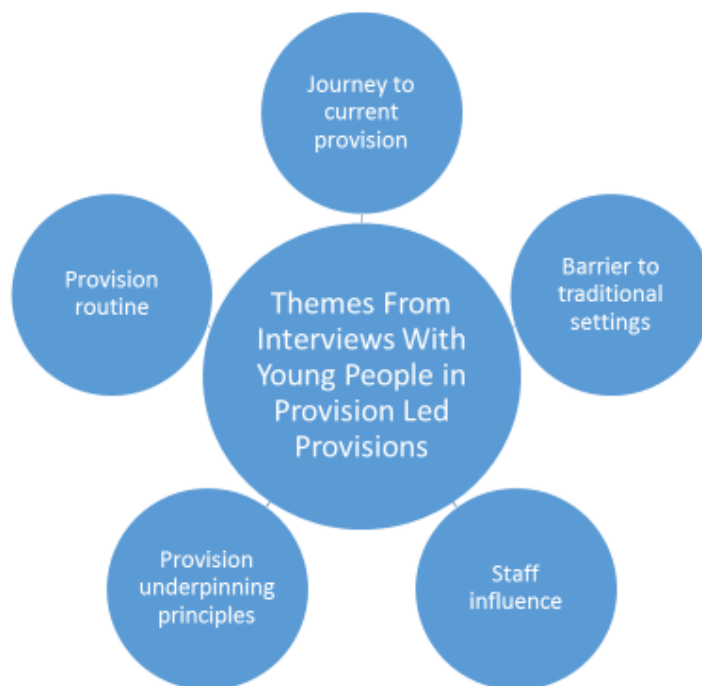 Journey to
current
provision
Barrier to
traditional
settings
Staff
influence
Provision
underpinning
principles
Provision
routine
Themes From
Interviews With
Young People in
Provision Led
Provisions